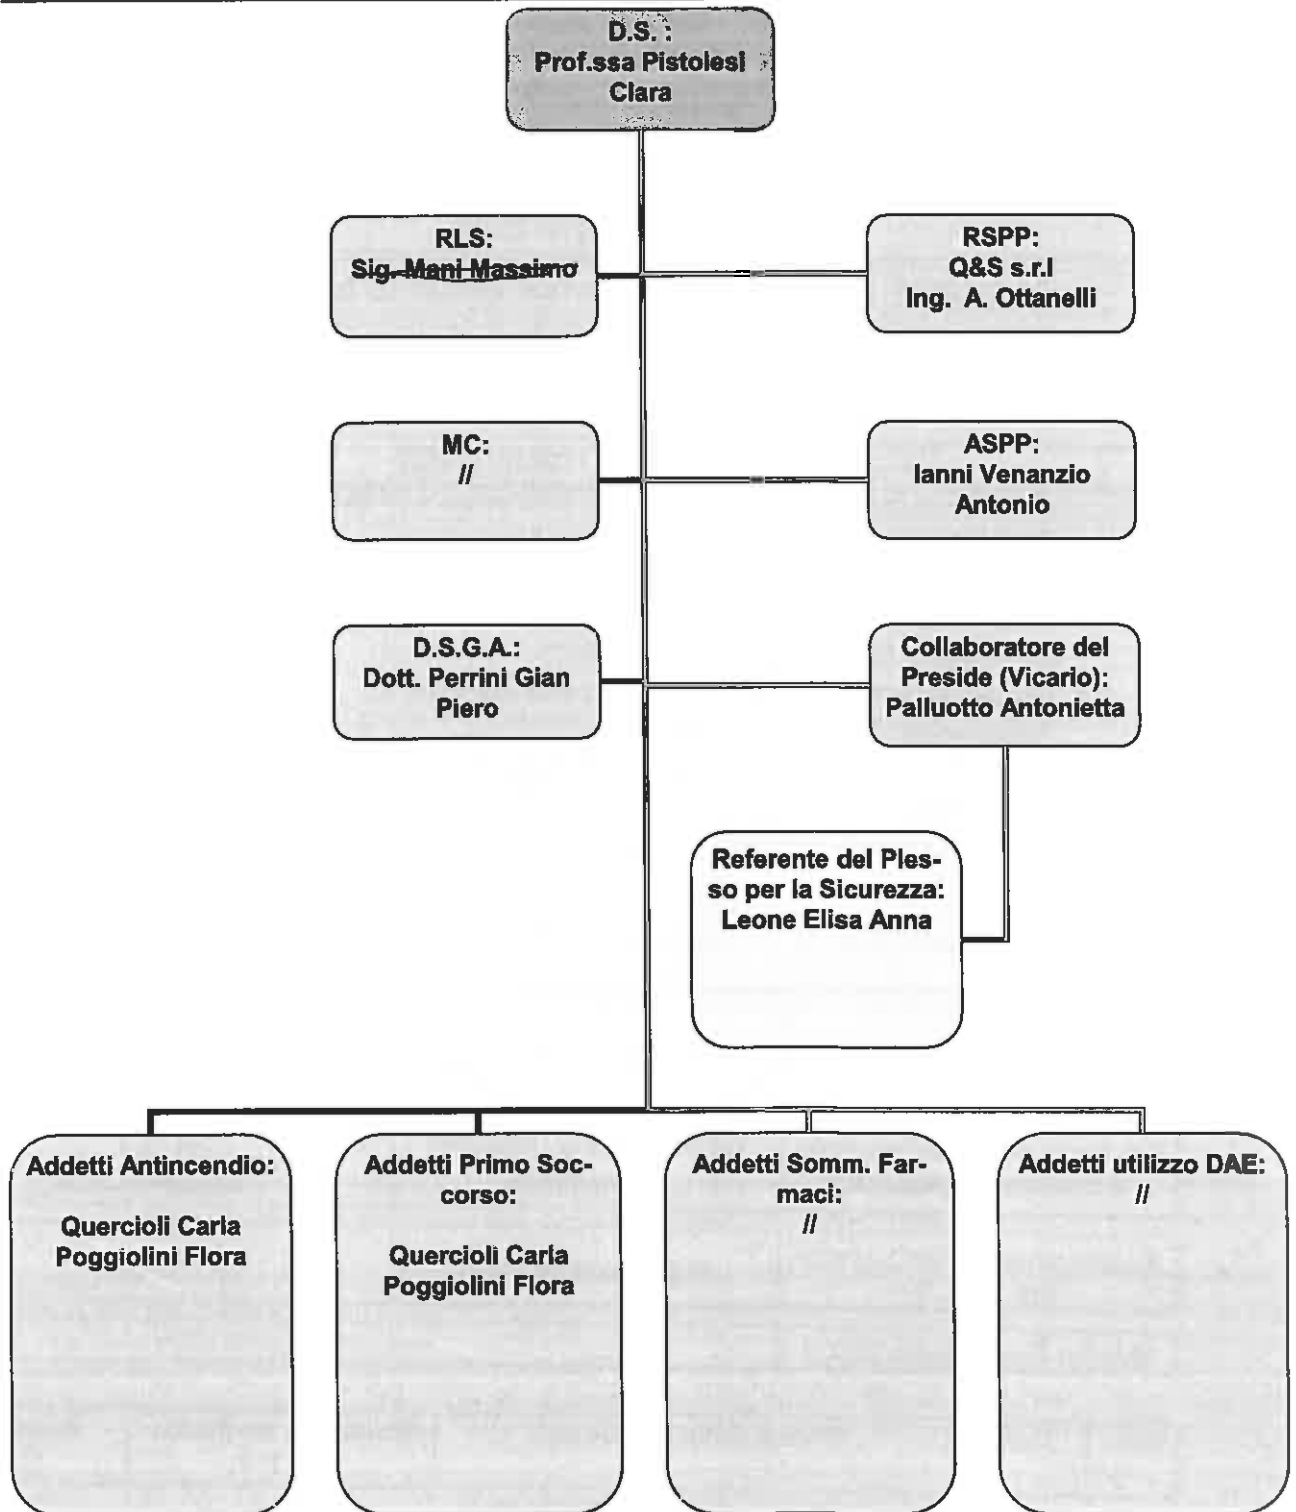 D.S. :
Prof.ssa Pistolesi
Clara
RLS:
Sig. Mani Massimo
RSPP:
Q&S s.r.l
Ing. A. Ottanelli
MC:
//
ASPP:
Ianni Venanzio
Antonio
D.S.G.A.:
Dott. Perrini Gian
Piero
Collaboratore del
Preside (Vicario):
Palluotto Antonietta
Referente del Ples-
so per la Sicurezza:
Leone Elisa Anna
Addetti Antincendio:
Quercioli Carla
Poggiolini Flora
Addetti Primo Soc-
corso:
Quercioli Carla
Poggiolini Flora
Addetti Somm. Far-
maci:
//
Addetti utilizzo DAE:
//